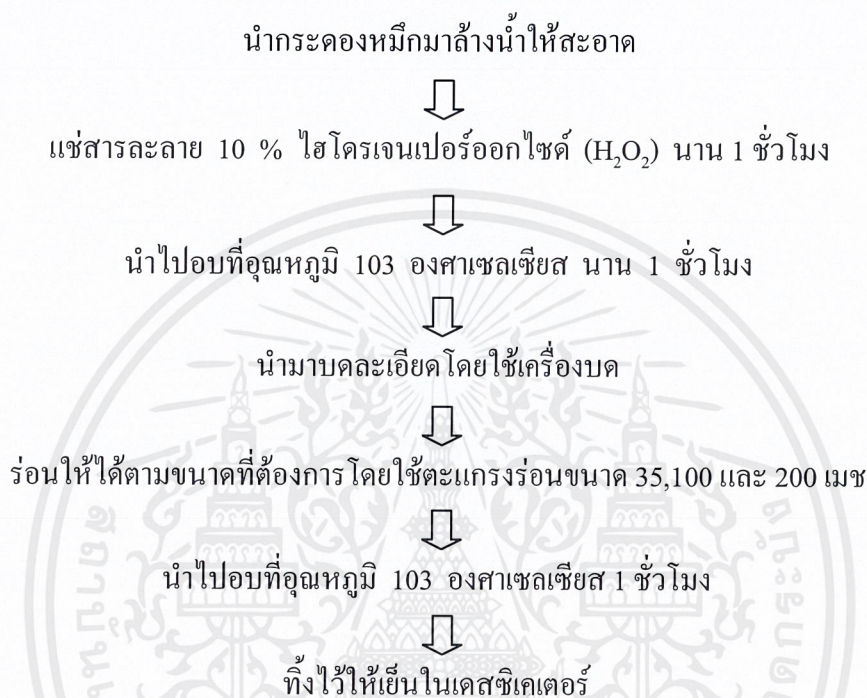 นำกระดองหมึกมาล้างน้ำให้สะอาด
แช่สารละลาย 10 % ไฮโดรเจนเปอร์ออกไซด์ (H₂O₂) นาน 1 ชั่วโมง
นำไปอบที่อุณหภูมิ 103 องศาเซลเซียส นาน 1 ชั่วโมง
นำมาบดละเอียดโดยใช้เครื่องบด
ร่อนให้ได้ตามขนาดที่ต้องการโดยใช้ตะแกรงร่อนขนาด 35,100 และ 200 เมช
นำไปอบที่อุณหภูมิ 103 องศาเซลเซียส 1 ชั่วโมง
ทิ้งไว้ให้เย็นในเดสซิเคเตอร์